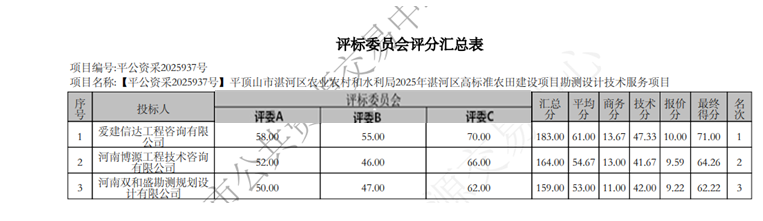 评标委员会评分汇总表
项目编号:平公资采2025937号
项目名称:【平公资采2025937号】平顶山市湛河区农业农村和水利局2025年湛河区高标准农田建设项目勘测设计技术服务项目
序号 投标人 评标委员会 汇总分 平均分 商务分 技术分 报价分 最终得分 名次
评委A 评委B 评委C
1 爱建信达工程咨询有限公司 58.00 55.00 70.00 183.00 61.00 13.67 47.33 10.00 71.00 1
2 河南博源工程技术咨询有限公司 52.00 46.00 66.00 164.00 54.67 13.00 41.67 9.59 64.26 2
3 河南双和盛勘测规划设计有限公司 50.00 47.00 62.00 159.00 53.00 11.00 42.00 9.22 62.22 3